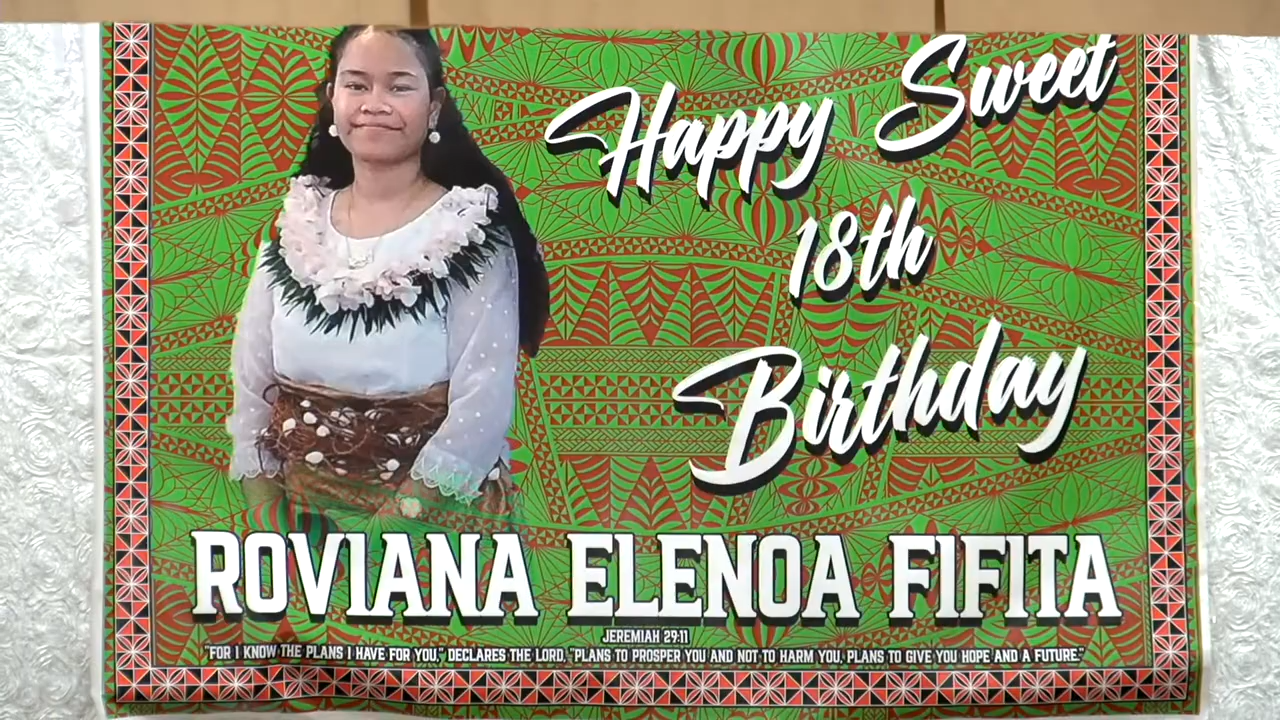 Happy Sweet
18th
Birthday
ROVIANA ELENOA FIFITA
JEREMIAH 29:11
"FOR I KNOW THE PLANS I HAVE FOR YOU," DECLARES THE LORD, "PLANS TO PROSPER YOU AND NOT TO HARM YOU, PLANS TO GIVE YOU HOPE AND A FUTURE."